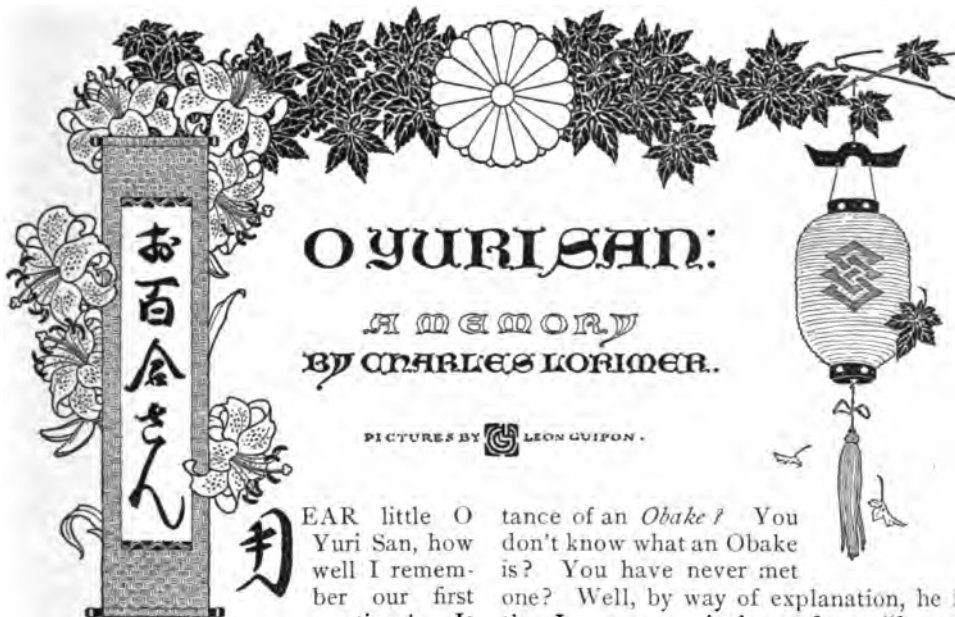 お百合さん
O YURI SAN:
A MEMORY
BY CHARLES LORIMER.
PICTURES BY LEON GUIPON.
EAR little O
Yuri San, how
well I remem-
ber our first
tance of an Obake? You
don't know what an Obake
is? You have never met
one? Well, by way of explanation, he